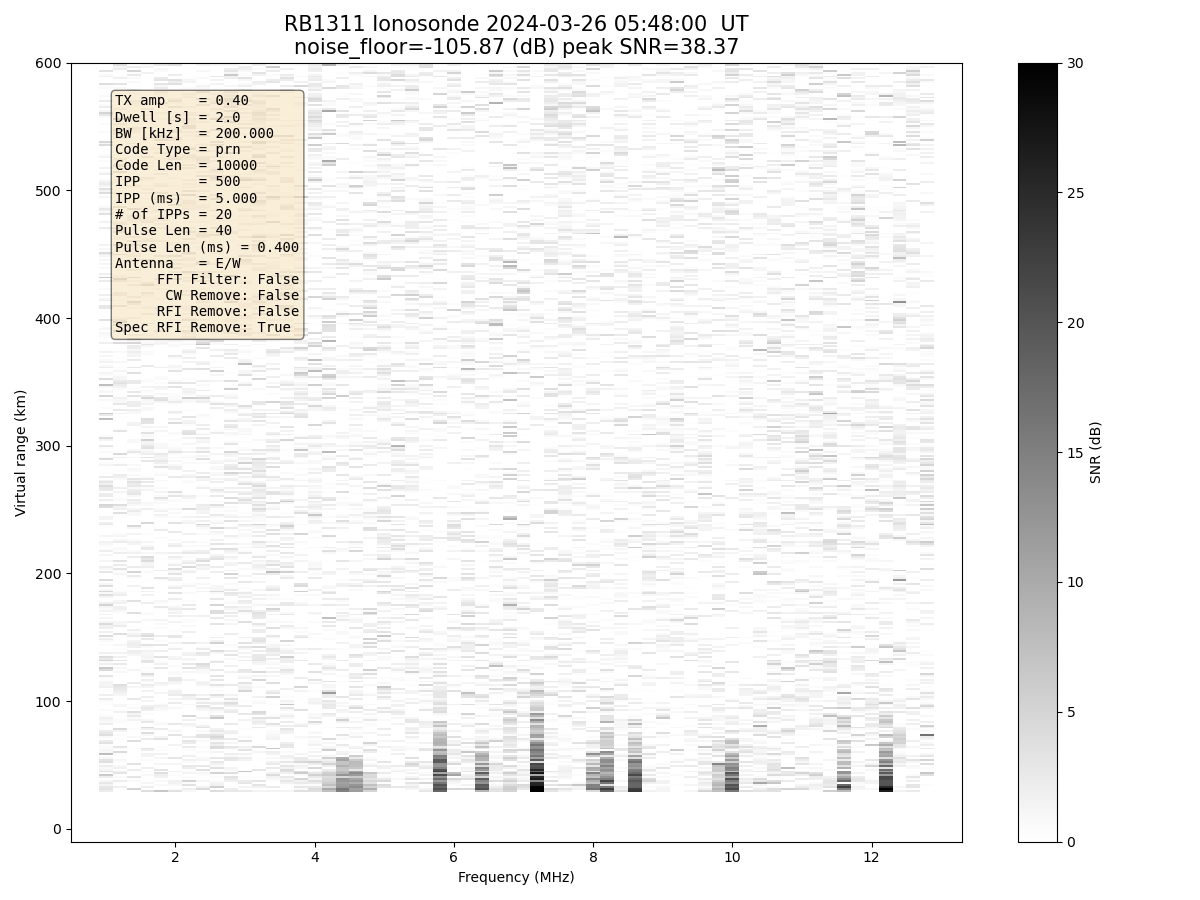 RB1311 Ionosonde 2024-03-26 05:48:00  UT
noise_floor=-105.87 (dB) peak SNR=38.37
TX amp    = 0.40
Dwell [s] = 2.0
BW [kHz]  = 200.000
Code Type = prn
Code Len  = 10000
IPP       = 500
IPP (ms)  = 5.000
# of IPPs = 20
Pulse Len = 40
Pulse Len (ms) = 0.400
Antenna   = E/W
FFT Filter: False
CW Remove: False
RFI Remove: False
Spec RFI Remove: True
Virtual range (km)
600
500
400
300
200
100
0
2
4
6
8
10
12
Frequency (MHz)
30
25
20
15
10
5
0
SNR (dB)